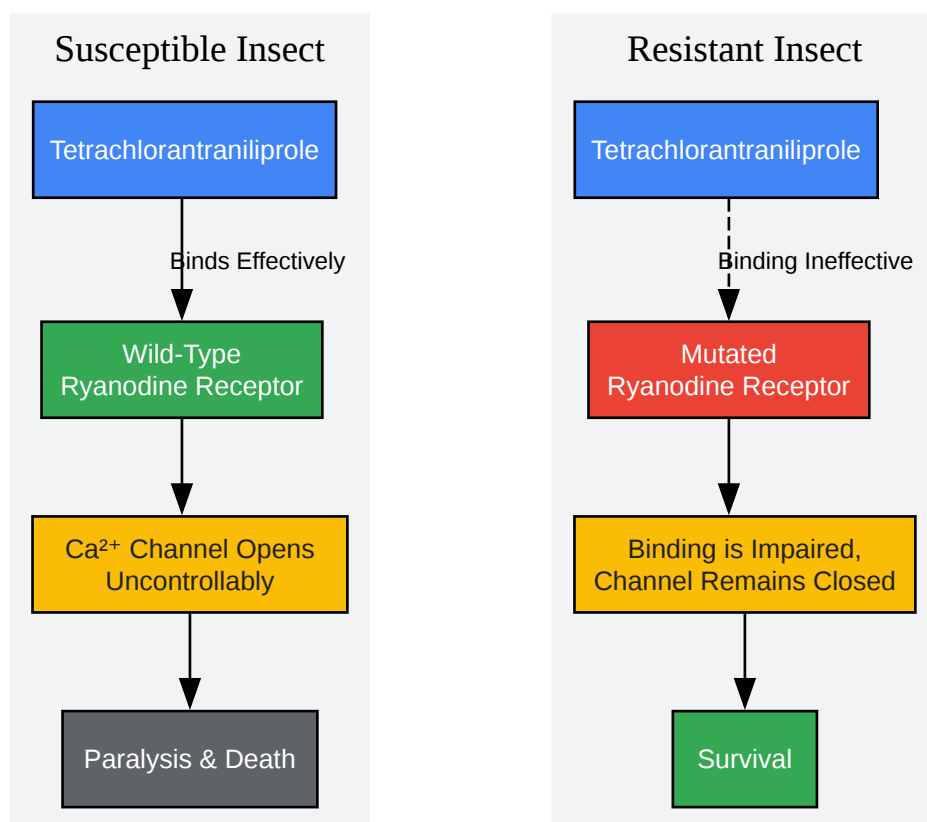 Susceptible Insect
Tetrachlorantraniliprole
Binds Effectively
Wild-Type
Ryanodine Receptor
Ca²⁺ Channel Opens
Uncontrollably
Paralysis & Death
Resistant Insect
Tetrachlorantraniliprole
Binding Ineffective
Mutated
Ryanodine Receptor
Binding is Impaired,
Channel Remains Closed
Survival